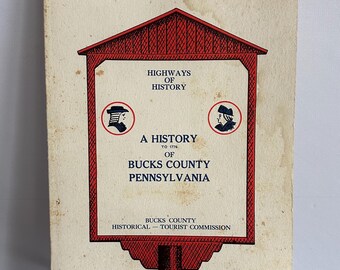 HIGHWAYS
OF
HISTORY
A HISTORY
TO 1776
OF
BUCKS COUNTY
PENNSYLVANIA
BUCKS COUNTY
HISTORICAL — TOURIST COMMISSION